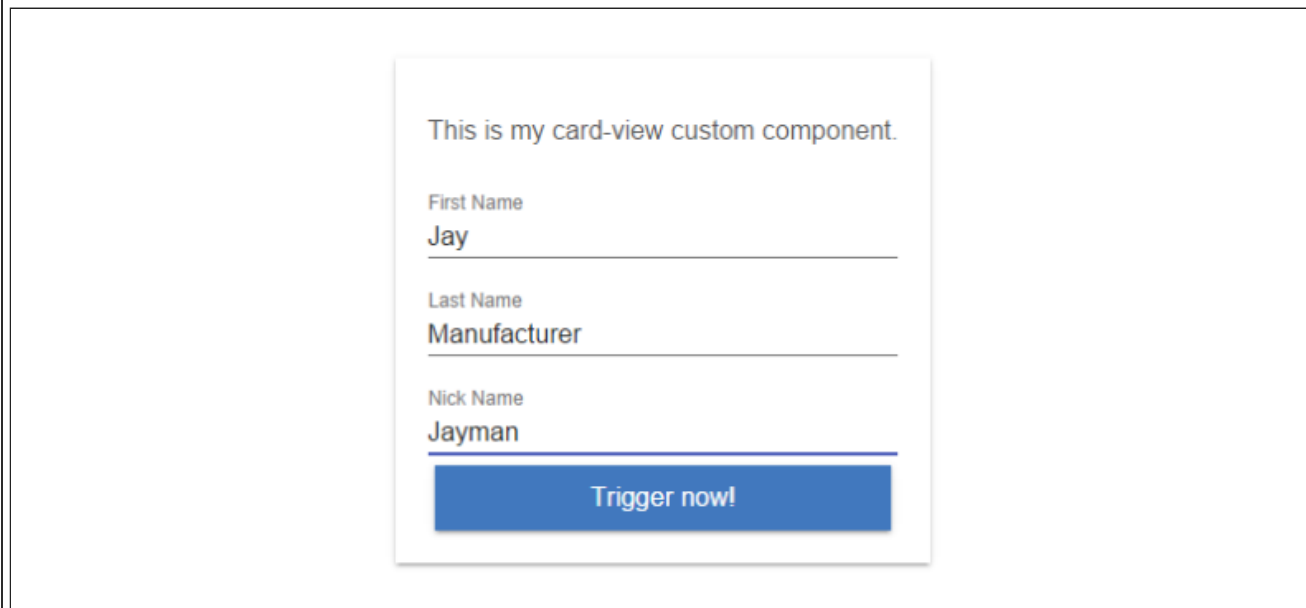 This is my card-view custom component.
First Name
Jay
Last Name
Manufacturer
Nick Name
Jayman
Trigger now!